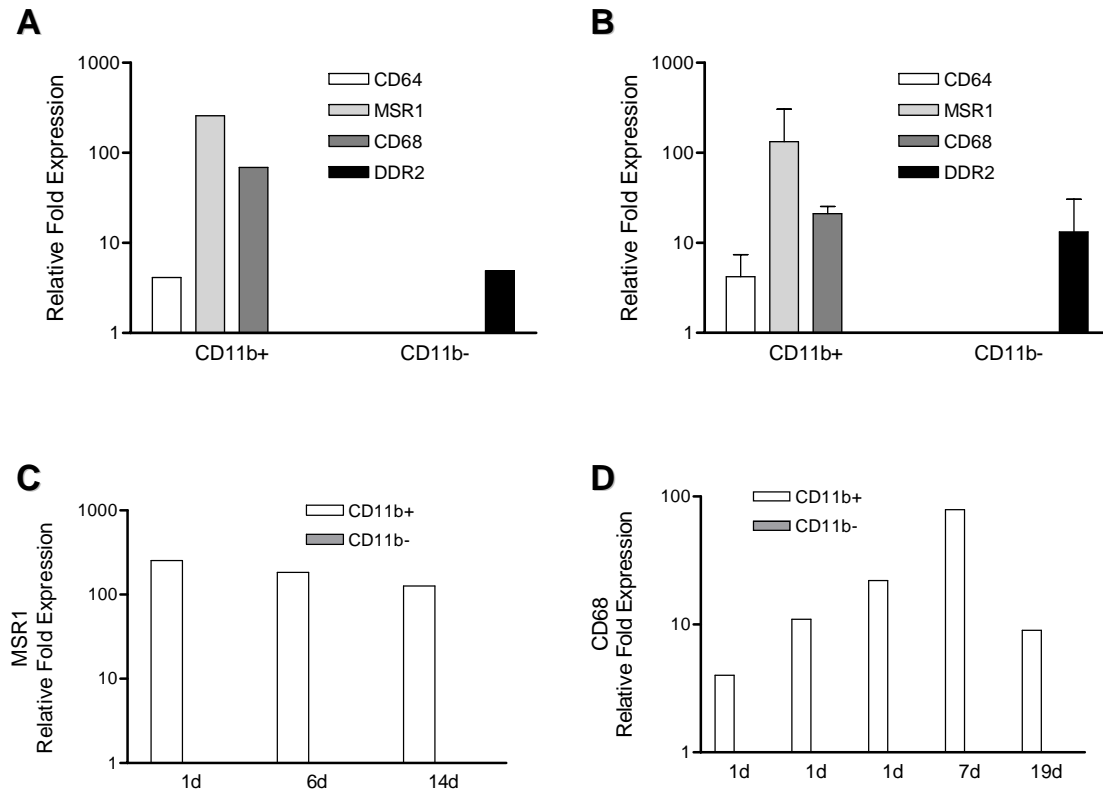 A
Relative Fold Expression
1000
100
10
1
CD64
MSR1
CD68
DDR2
CD11b+ CD11b-
B
Relative Fold Expression
1000
100
10
1
CD64
MSR1
CD68
DDR2
CD11b+ CD11b-
C
MSR1
Relative Fold Expression
1000
100
10
1
CD11b+
CD11b-
1d 6d 14d
D
CD68
Relative Fold Expression
100
10
1
CD11b+
CD11b-
1d 1d 1d 7d 19d